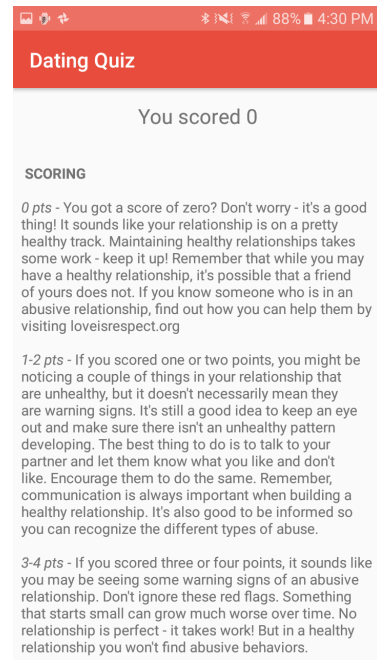 88% 4:30 PM
Dating Quiz
You scored 0
SCORING
0 pts - You got a score of zero? Don't worry - it's a good
thing! It sounds like your relationship is on a pretty
healthy track. Maintaining healthy relationships takes
some work - keep it up! Remember that while you may
have a healthy relationship, it's possible that a friend
of yours does not. If you know someone who is in an
abusive relationship, find out how you can help them by
visiting loveisrespect.org
1-2 pts - If you scored one or two points, you might be
noticing a couple of things in your relationship that
are unhealthy, but it doesn't necessarily mean they
are warning signs. It's still a good idea to keep an eye
out and make sure there isn't an unhealthy pattern
developing. The best thing to do is to talk to your
partner and let them know what you like and don't
like. Encourage them to do the same. Remember,
communication is always important when building a
healthy relationship. It's also good to be informed so
you can recognize the different types of abuse.
3-4 pts - If you scored three or four points, it sounds like
you may be seeing some warning signs of an abusive
relationship. Don't ignore these red flags. Something
that starts small can grow much worse over time. No
relationship is perfect - it takes work! But in a healthy
relationship you won't find abusive behaviors.